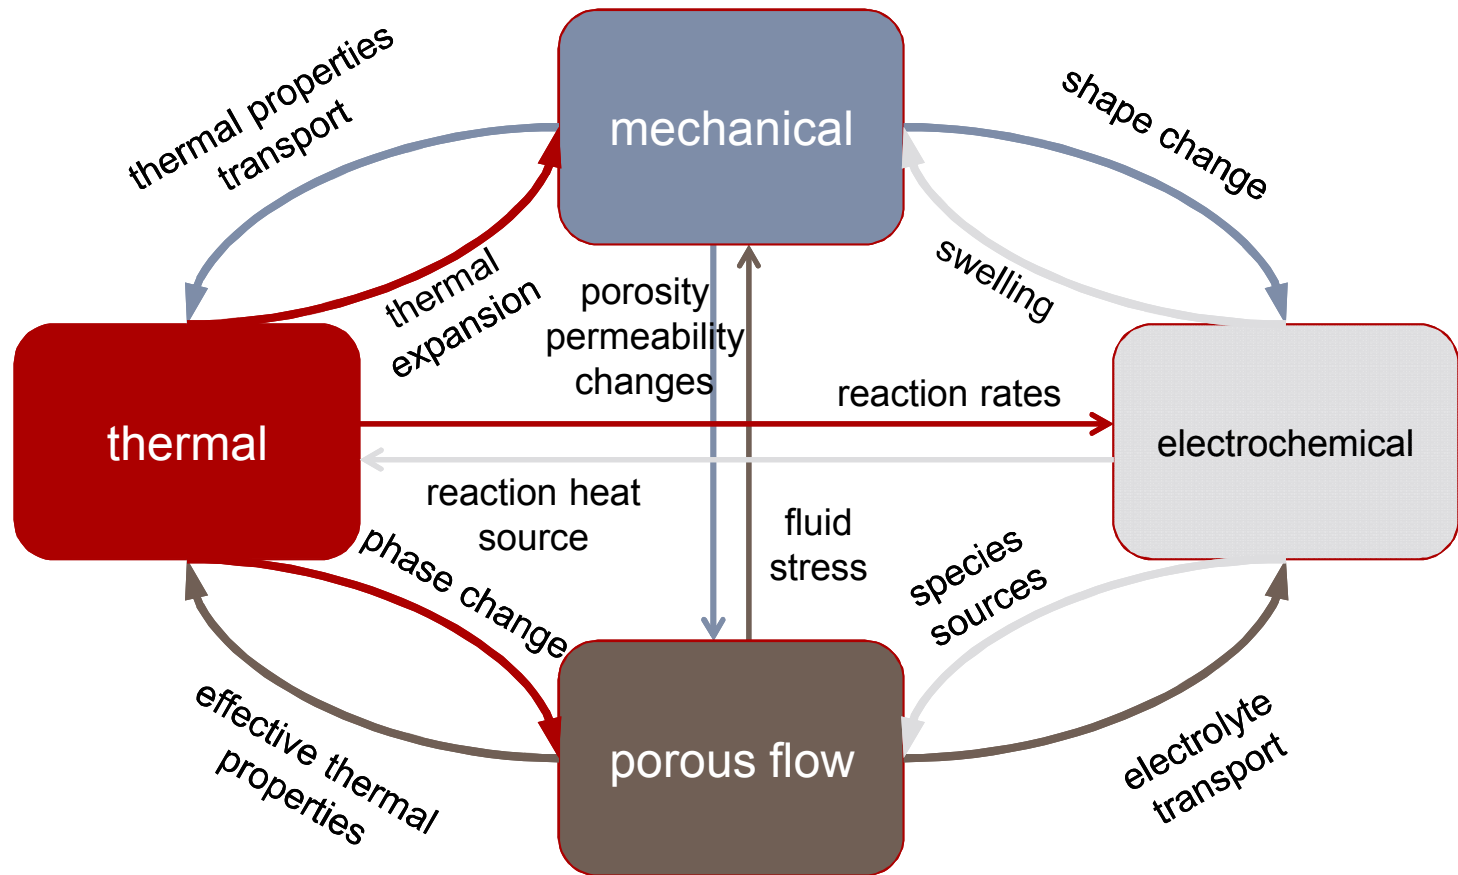 mechanical
thermal properties
transport
shape change
thermal
expansion
swelling
porosity
permeability
changes
reaction rates
thermal
electrochemical
reaction heat
source
fluid
stress
phase change
species
sources
porous flow
effective thermal
properties
electrolyte
transport